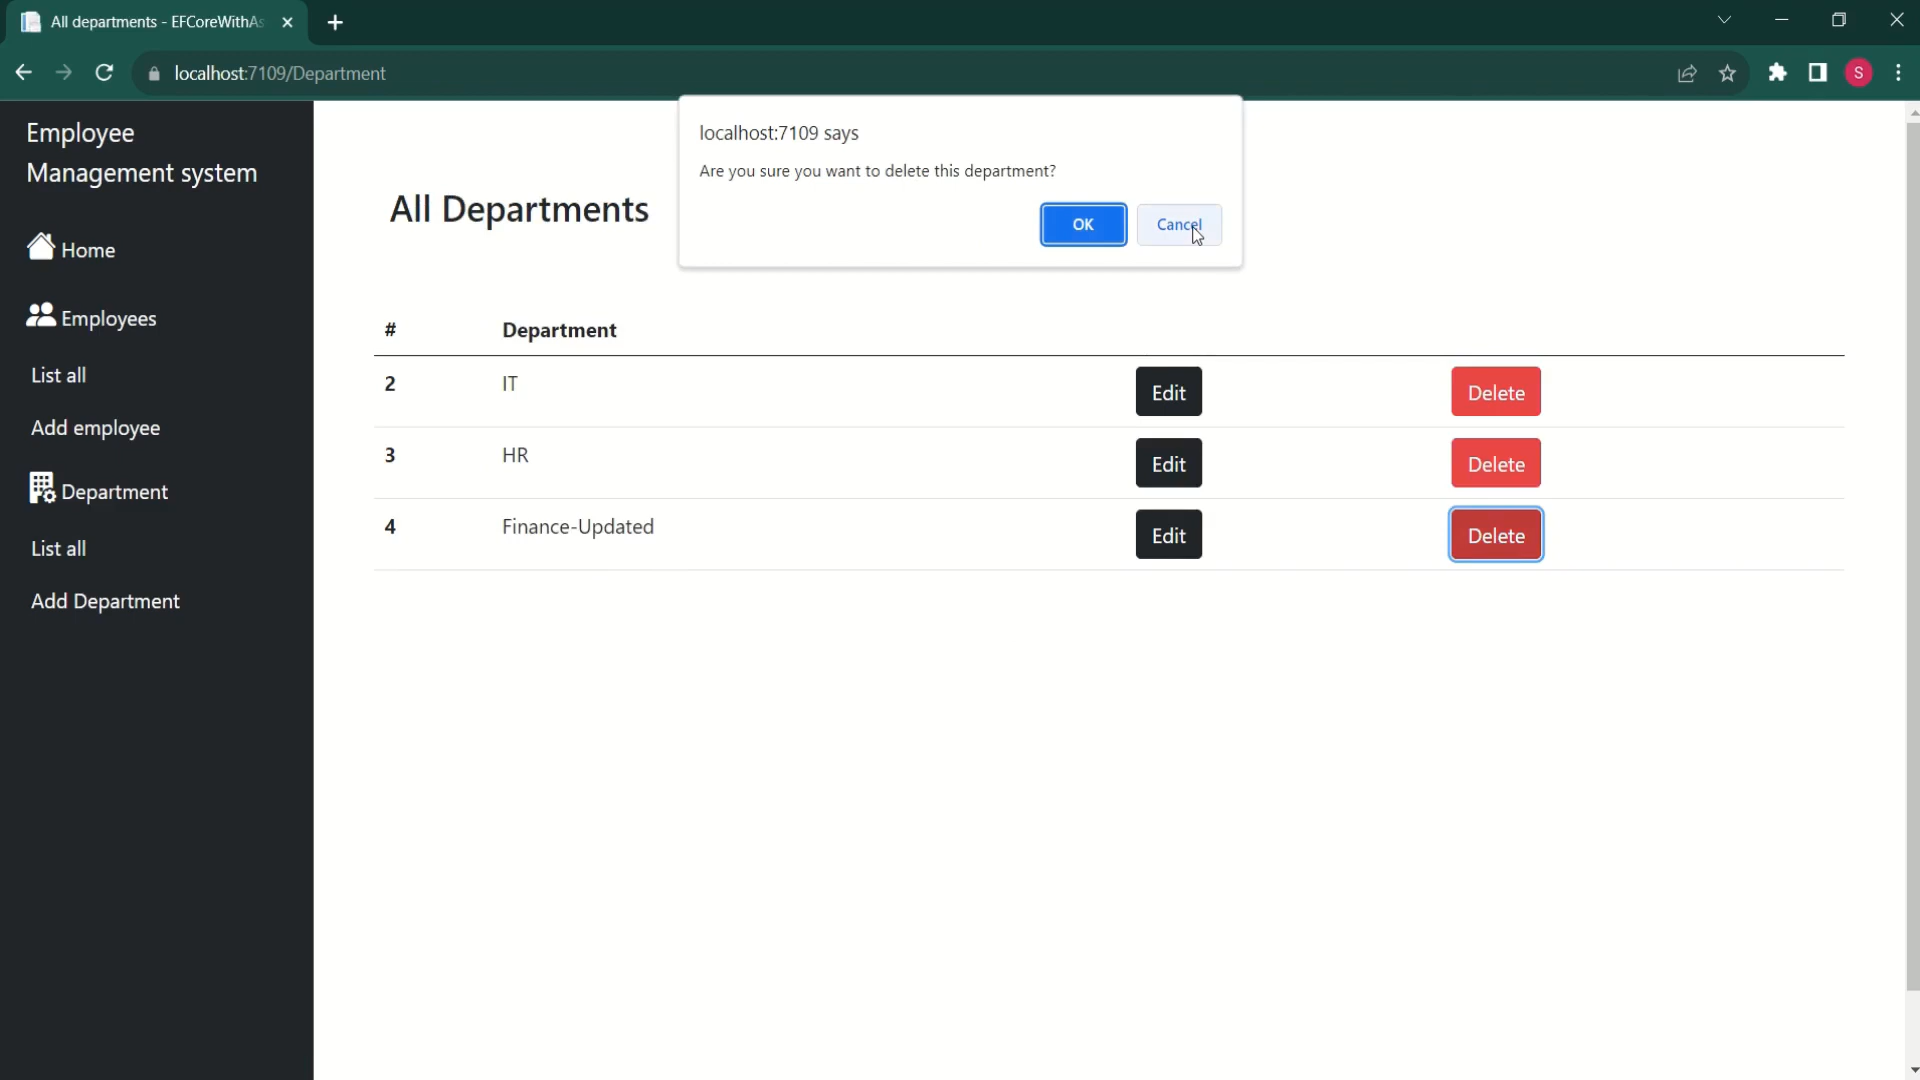 All departments - EFCoreWithAs
localhost:7109/Department
S
Employee
Management system
Home
Employees
List all
Add employee
Department
List all
Add Department
localhost:7109 says
Are you sure you want to delete this department?
OK
Cancel
All Departments
# Department
2 IT Edit Delete
3 HR Edit Delete
4 Finance-Updated Edit Delete